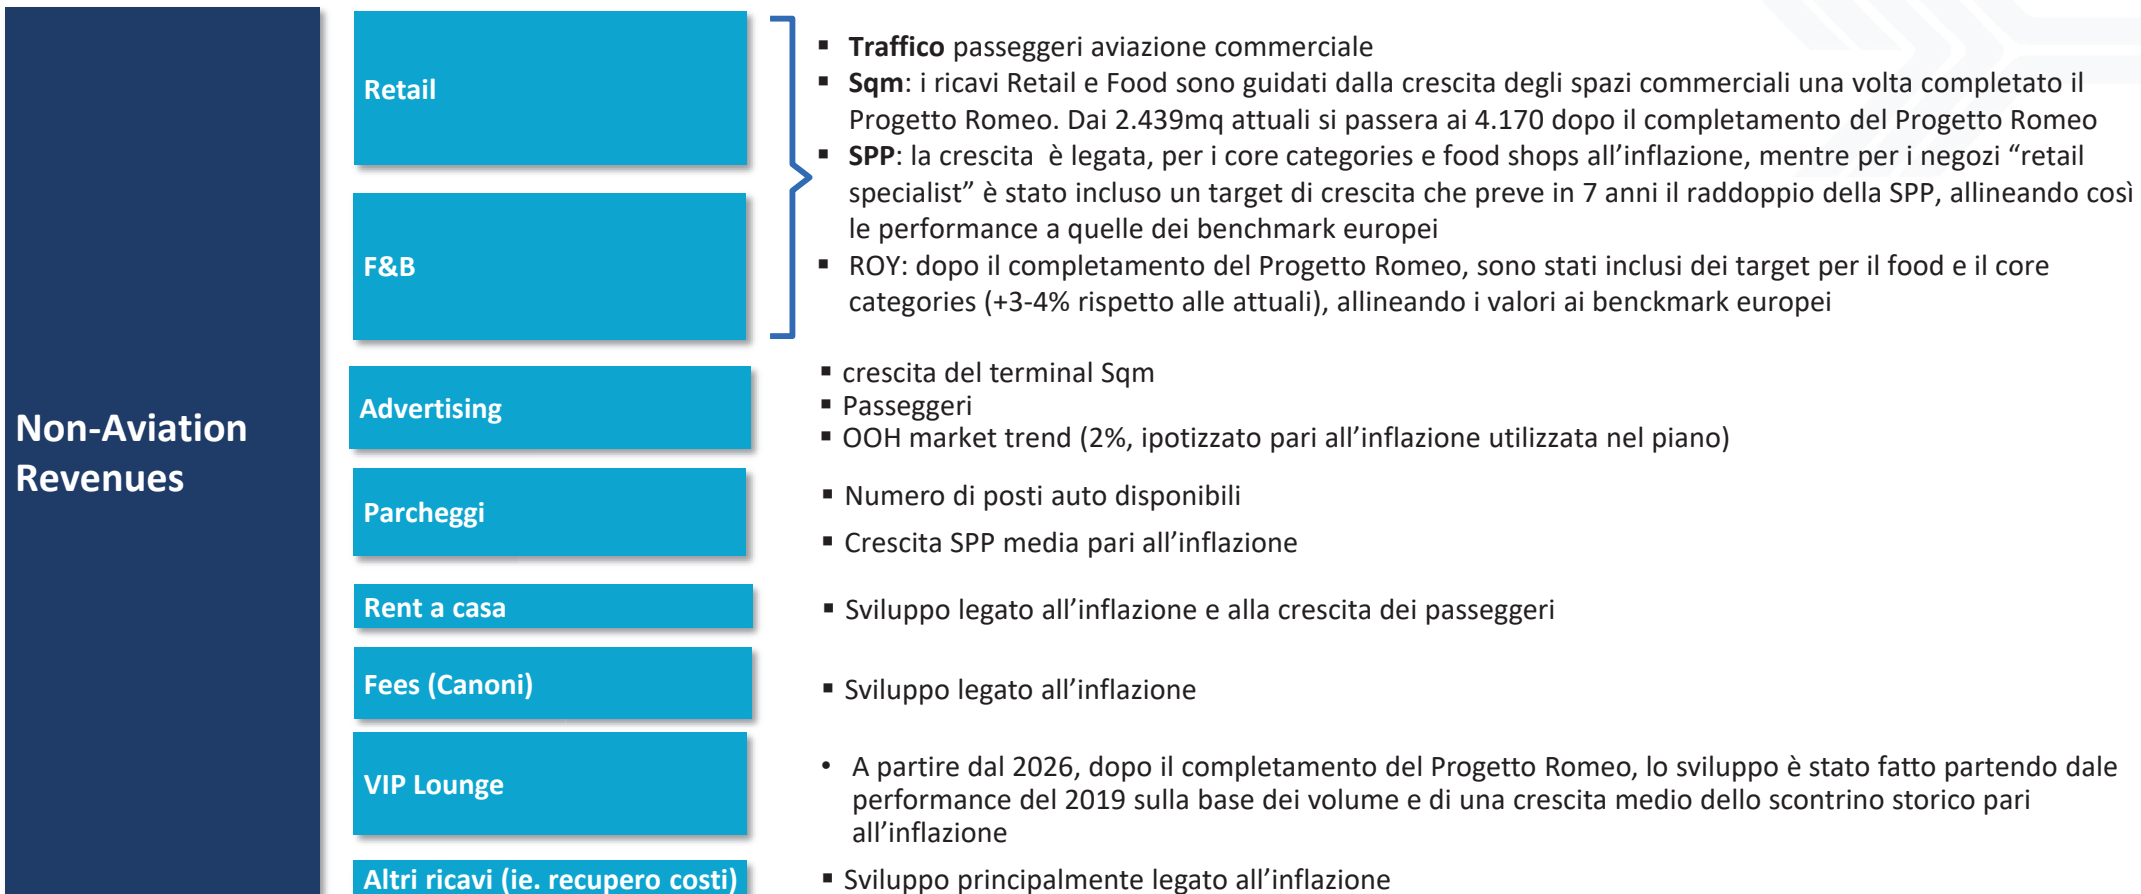 Non-Aviation
Revenues
Retail
F&B
▪ Traffico passeggeri aviazione commerciale
▪ Sqm: i ricavi Retail e Food sono guidati dalla crescita degli spazi commerciali una volta completato il
Progetto Romeo. Dai 2.439mq attuali si passera ai 4.170 dopo il completamento del Progetto Romeo
▪ SPP: la crescita è legata, per i core categories e food shops all’inflazione, mentre per i negozi “retail
specialist” è stato incluso un target di crescita che preve in 7 anni il raddoppio della SPP, allineando così
le performance a quelle dei benchmark europei
▪ ROY: dopo il completamento del Progetto Romeo, sono stati inclusi dei target per il food e il core
categories (+3-4% rispetto alle attuali), allineando i valori ai benckmark europei
Advertising
▪ crescita del terminal Sqm
▪ Passeggeri
▪ OOH market trend (2%, ipotizzato pari all’inflazione utilizzata nel piano)
Parcheggi
▪ Numero di posti auto disponibili
▪ Crescita SPP media pari all’inflazione
Rent a casa
▪ Sviluppo legato all’inflazione e alla crescita dei passeggeri
Fees (Canoni)
▪ Sviluppo legato all’inflazione
VIP Lounge
• A partire dal 2026, dopo il completamento del Progetto Romeo, lo sviluppo è stato fatto partendo dale
performance del 2019 sulla base dei volume e di una crescita medio dello scontrino storico pari
all’inflazione
Altri ricavi (ie. recupero costi)
▪ Sviluppo principalmente legato all’inflazione